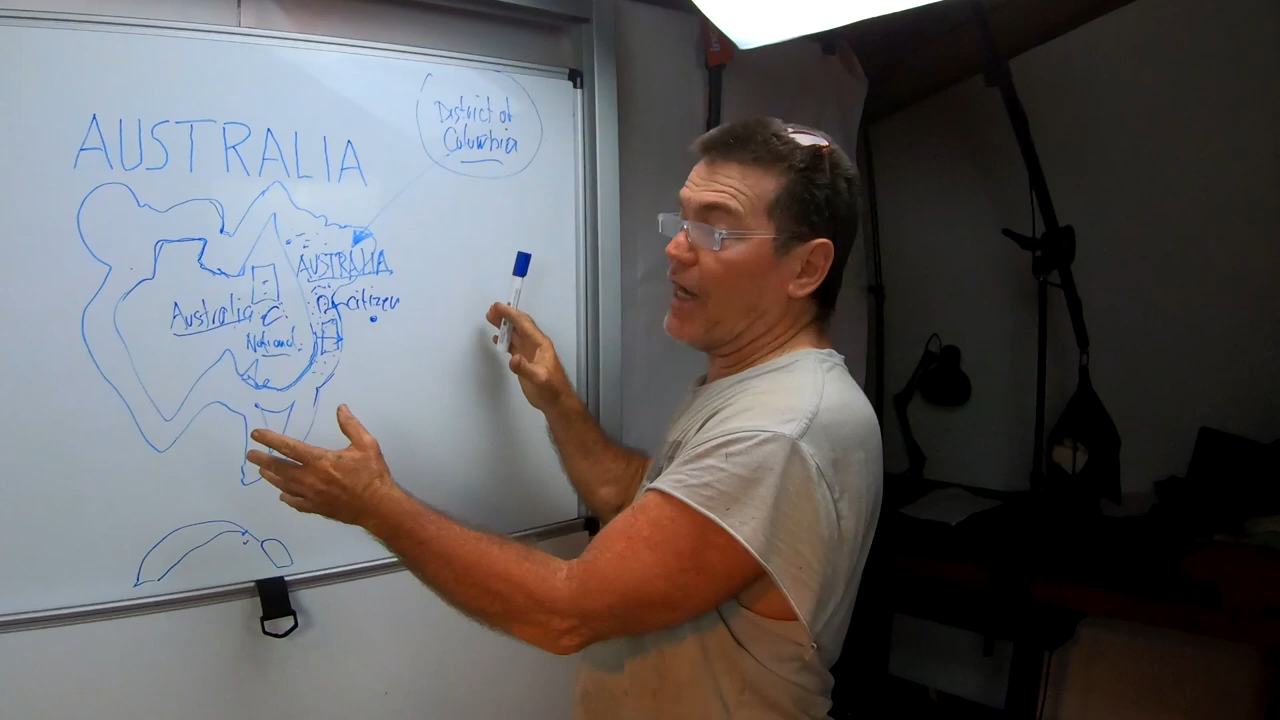 AUSTRALIA
District of
Columbia
AUSTRALIA
citizen
Australia
National